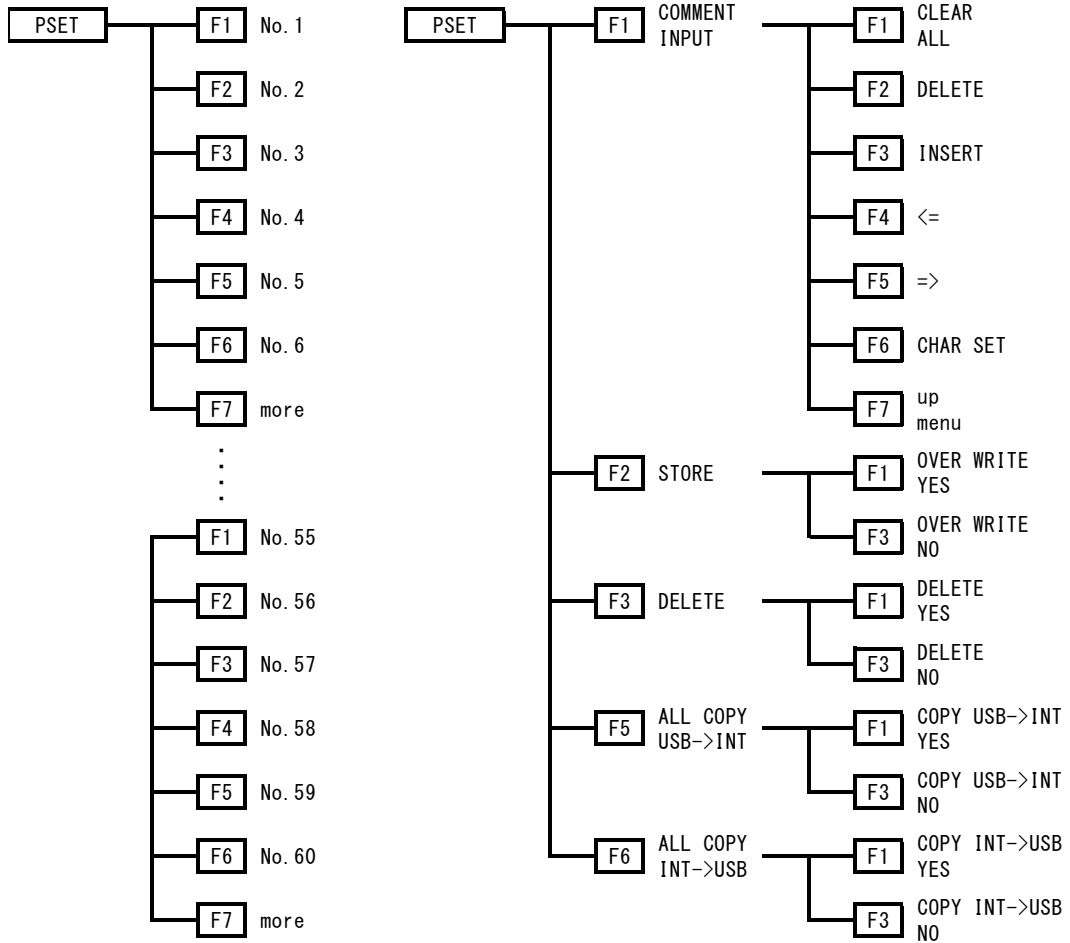 PSET
F1 No. 1
F2 No. 2
F3 No. 3
F4 No. 4
F5 No. 5
F6 No. 6
F7 more
F1 No. 55
F2 No. 56
F3 No. 57
F4 No. 58
F5 No. 59
F6 No. 60
F7 more
PSET
F1 COMMENT
INPUT
F1 CLEAR
ALL
F2 DELETE
F3 INSERT
F4 <=
F5 =>
F6 CHAR SET
F7 up
menu
F2 STORE
F1 OVER WRITE
YES
F3 OVER WRITE
NO
F3 DELETE
F1 DELETE
YES
F3 DELETE
NO
F5 ALL COPY
USB->INT
F1 COPY USB->INT
YES
F3 COPY USB->INT
NO
F6 ALL COPY
INT->USB
F1 COPY INT->USB
YES
F3 COPY INT->USB
NO